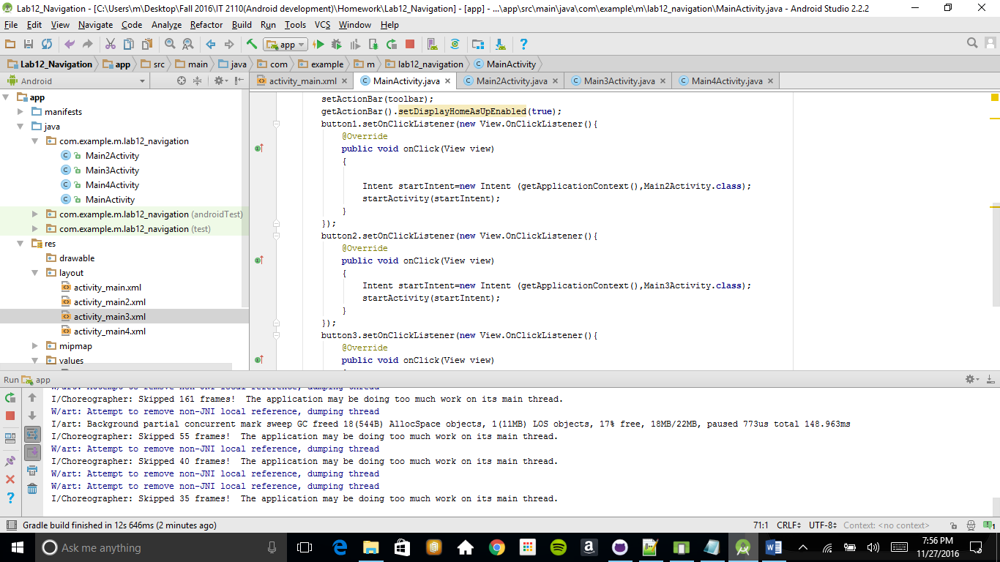 Lab12_Navigation - [C:\Users\m\Desktop\Fall 2016\IT 2110(Android development)\Homework\Lab12_Navigation] - [app] - ...\app\src\main\java\com\example\m\lab12_navigation\MainActivity.java - Android Studio 2.2.2
File Edit View Navigate Code Analyze Refactor Build Run Tools VCS Window Help
app
Lab12_Navigation app src main java com example m lab12_navigation MainActivity
Android
activity_main.xml MainActivity.java Main2Activity.java Main3Activity.java Main4Activity.java
app
manifests
java
com.example.m.lab12_navigation
Main2Activity
Main3Activity
Main4Activity
MainActivity
com.example.m.lab12_navigation (androidTest)
com.example.m.lab12_navigation (test)
res
drawable
layout
activity_main.xml
activity_main2.xml
activity_main3.xml
activity_main4.xml
mipmap
values
setActionBar(toolbar);
getActionBar().setDisplayHomeAsUpEnabled(true);
button1.setOnClickListener(new View.OnClickListener(){
@Override
public void onClick(View view)
{
Intent startIntent=new Intent (getApplicationContext(),Main2Activity.class);
startActivity(startIntent);
}
});
button2.setOnClickListener(new View.OnClickListener(){
@Override
public void onClick(View view)
{
Intent startIntent=new Intent (getApplicationContext(),Main3Activity.class);
startActivity(startIntent);
}
});
button3.setOnClickListener(new View.OnClickListener(){
@Override
public void onClick(View view)
Run app
W/art: Attempt to remove non-JNI local reference, dumping thread
I/Choreographer: Skipped 161 frames!  The application may be doing too much work on its main thread.
W/art: Attempt to remove non-JNI local reference, dumping thread
I/art: Background partial concurrent mark sweep GC freed 18(544B) AllocSpace objects, 1(11MB) LOS objects, 17% free, 18MB/22MB, paused 773us total 148.963ms
I/Choreographer: Skipped 55 frames!  The application may be doing too much work on its main thread.
W/art: Attempt to remove non-JNI local reference, dumping thread
I/Choreographer: Skipped 40 frames!  The application may be doing too much work on its main thread.
W/art: Attempt to remove non-JNI local reference, dumping thread
W/art: Attempt to remove non-JNI local reference, dumping thread
I/Choreographer: Skipped 35 frames!  The application may be doing too much work on its main thread.
Gradle build finished in 12s 646ms (2 minutes ago)
71:1 CRLF UTF-8 Context: <no context> 1
Ask me anything
7:56 PM
11/27/2016